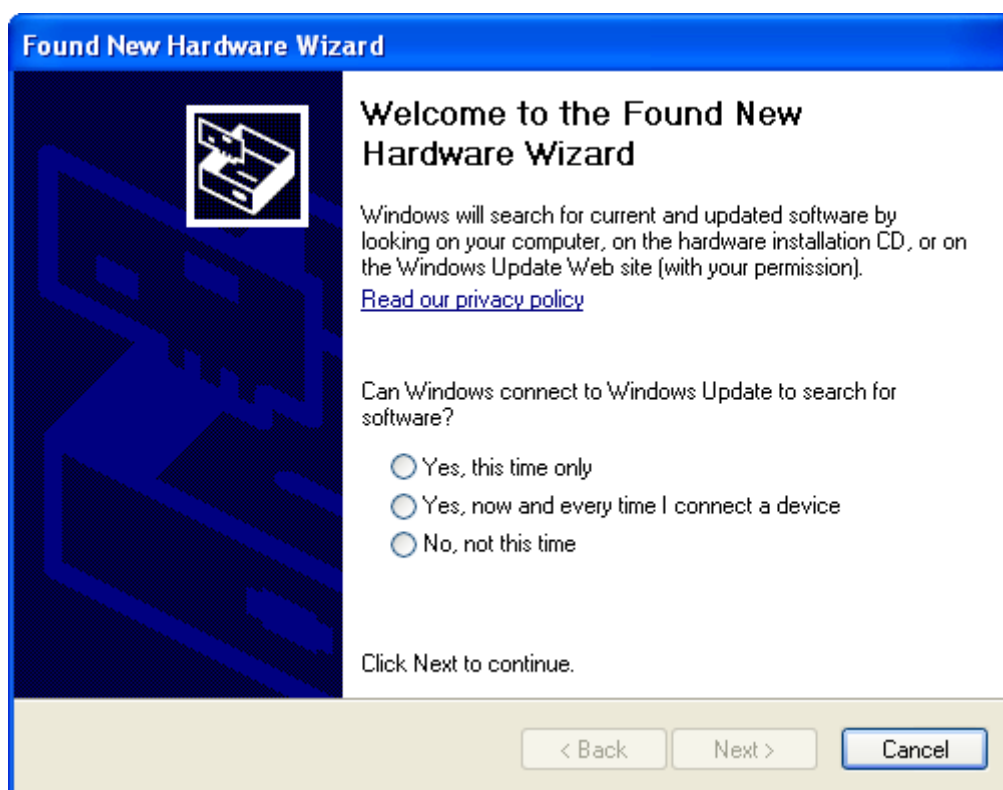 Found New Hardware Wizard
Welcome to the Found New
Hardware Wizard
Windows will search for current and updated software by
looking on your computer, on the hardware installation CD, or on
the Windows Update Web site (with your permission).
Read our privacy policy
Can Windows connect to Windows Update to search for
software?
Yes, this time only
Yes, now and every time I connect a device
No, not this time
Click Next to continue.
< Back
Next >
Cancel